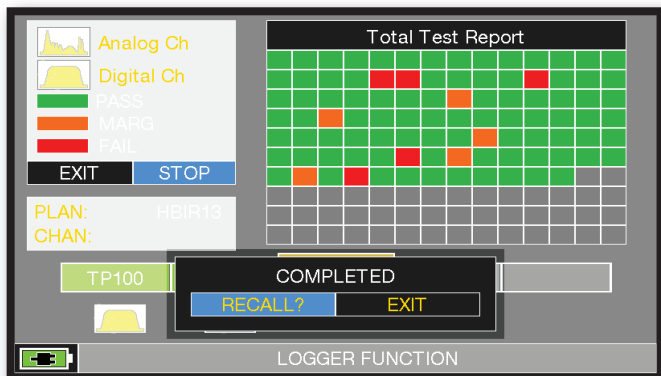 Analog Ch
Digital Ch
PASS
MARG
FAIL
EXIT STOP
Total Test Report
PLAN: HBIR13
CHAN:
TP100
COMPLETED
RECALL? EXIT
LOGGER FUNCTION